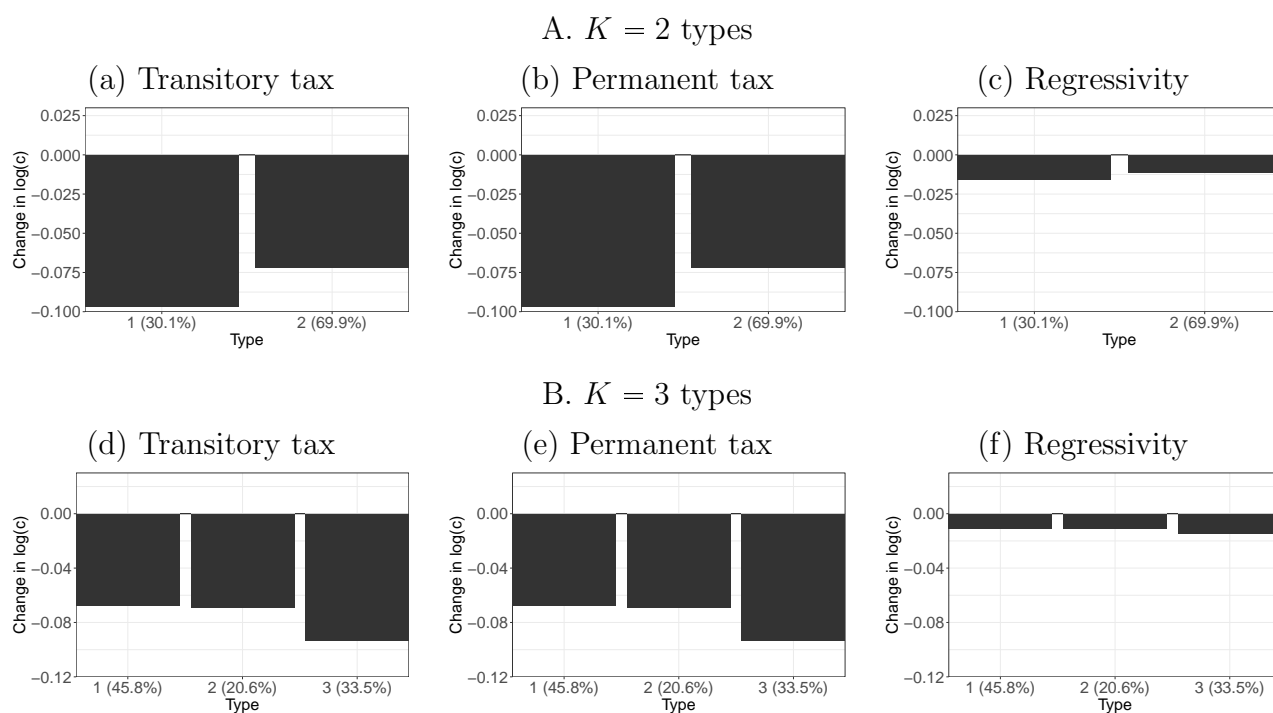 A. K = 2 types
(a) Transitory tax
0.025
0.000
−0.025
−0.050
−0.075
−0.100
Change in log(c)
1 (30.1%) 2 (69.9%)
Type
(b) Permanent tax
0.025
0.000
−0.025
−0.050
−0.075
−0.100
Change in log(c)
1 (30.1%) 2 (69.9%)
Type
(c) Regressivity
0.025
0.000
−0.025
−0.050
−0.075
−0.100
Change in log(c)
1 (30.1%) 2 (69.9%)
Type
B. K = 3 types
(d) Transitory tax
0.00
−0.04
−0.08
−0.12
Change in log(c)
1 (45.8%) 2 (20.6%) 3 (33.5%)
Type
(e) Permanent tax
0.00
−0.04
−0.08
−0.12
Change in log(c)
1 (45.8%) 2 (20.6%) 3 (33.5%)
Type
(f) Regressivity
0.00
−0.04
−0.08
−0.12
Change in log(c)
1 (45.8%) 2 (20.6%) 3 (33.5%)
Type